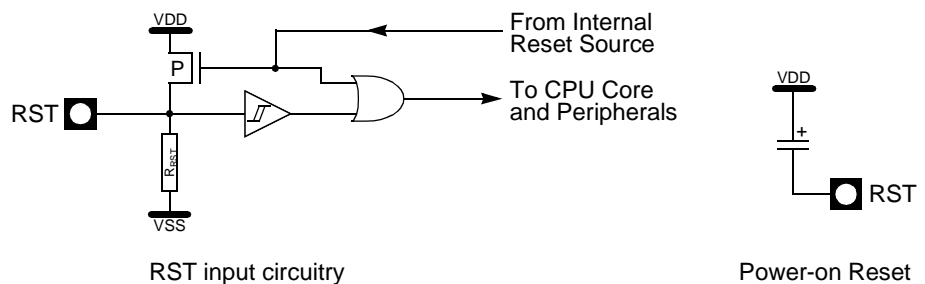 VDD
From Internal
Reset Source
P
To CPU Core
and Peripherals
RST
RRST
VSS
VDD
+
RST
RST input circuitry
Power-on Reset